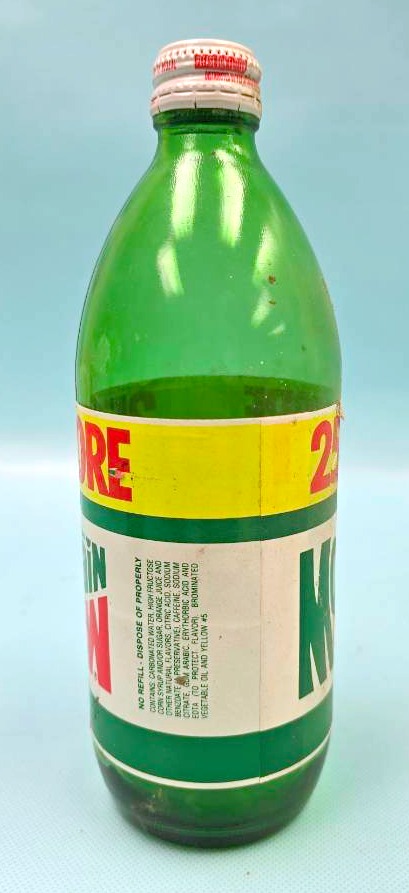 ORE
25
NO REFILL - DISPOSE OF PROPERLY
CONTAINS: CARBONATED WATER, HIGH FRUCTOSE
CORN SYRUP AND/OR SUGAR, ORANGE JUICE AND
OTHER NATURAL FLAVORS, CITRIC ACID, SODIUM
BENZOATE (A PRESERVATIVE), CAFFEINE, SODIUM
CITRATE, GUM ARABIC, ERYTHORBIC ACID AND
EDTA (TO PROTECT FLAVOR), BROMINATED
VEGETABLE OIL AND YELLOW #5
W